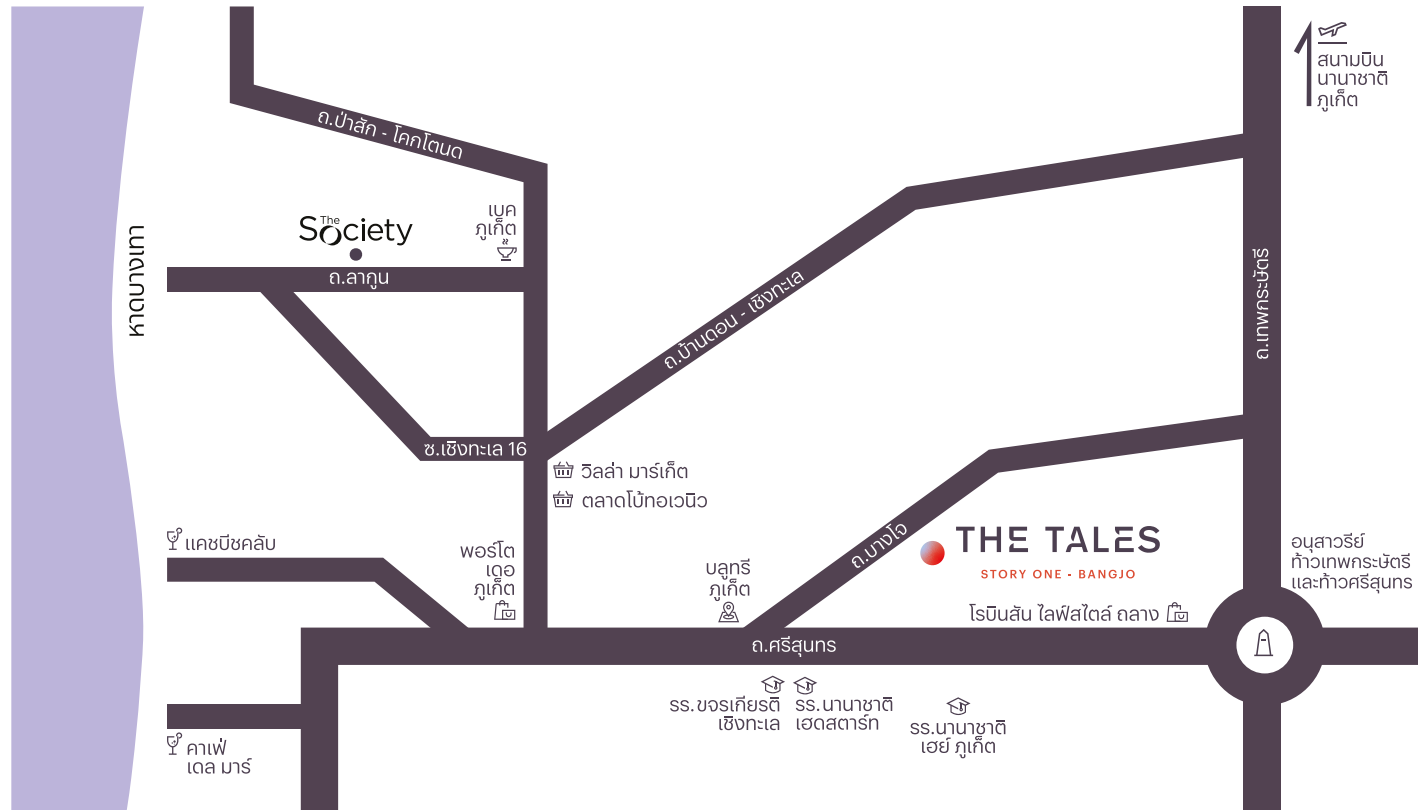 สนามบิน
นานาชาติ
ภูเก็ต
ถ.ป่าสัก - โคกโตนด
เบค
ภูเก็ต
The
Society
ถ.ลากูน
หาดบางเทา
ถ.บ้านดอน - เชิงทะเล
ถ.เทพกระษัตรี
ซ.เชิงทะเล 16
วิลล่า มาร์เก็ต
ตลาดโบ้ทอเวนิว
แคชบีชคลับ
พอร์โต
เดอ
ภูเก็ต
บลูทรี
ภูเก็ต
ถ.บางโจ
THE TALES
STORY ONE - BANGJO
อนุสาวรีย์
ท้าวเทพกระษัตรี
และท้าวศรีสุนทร
โรบินสัน ไลฟ์สไตล์ ถลาง
ถ.ศรีสุนทร
รร.ขจรเกียรติ
เชิงทะเล
รร.นานาชาติ
เฮดสตาร์ท
รร.นานาชาติ
เฮย์ ภูเก็ต
คาเฟ่
เดล มาร์